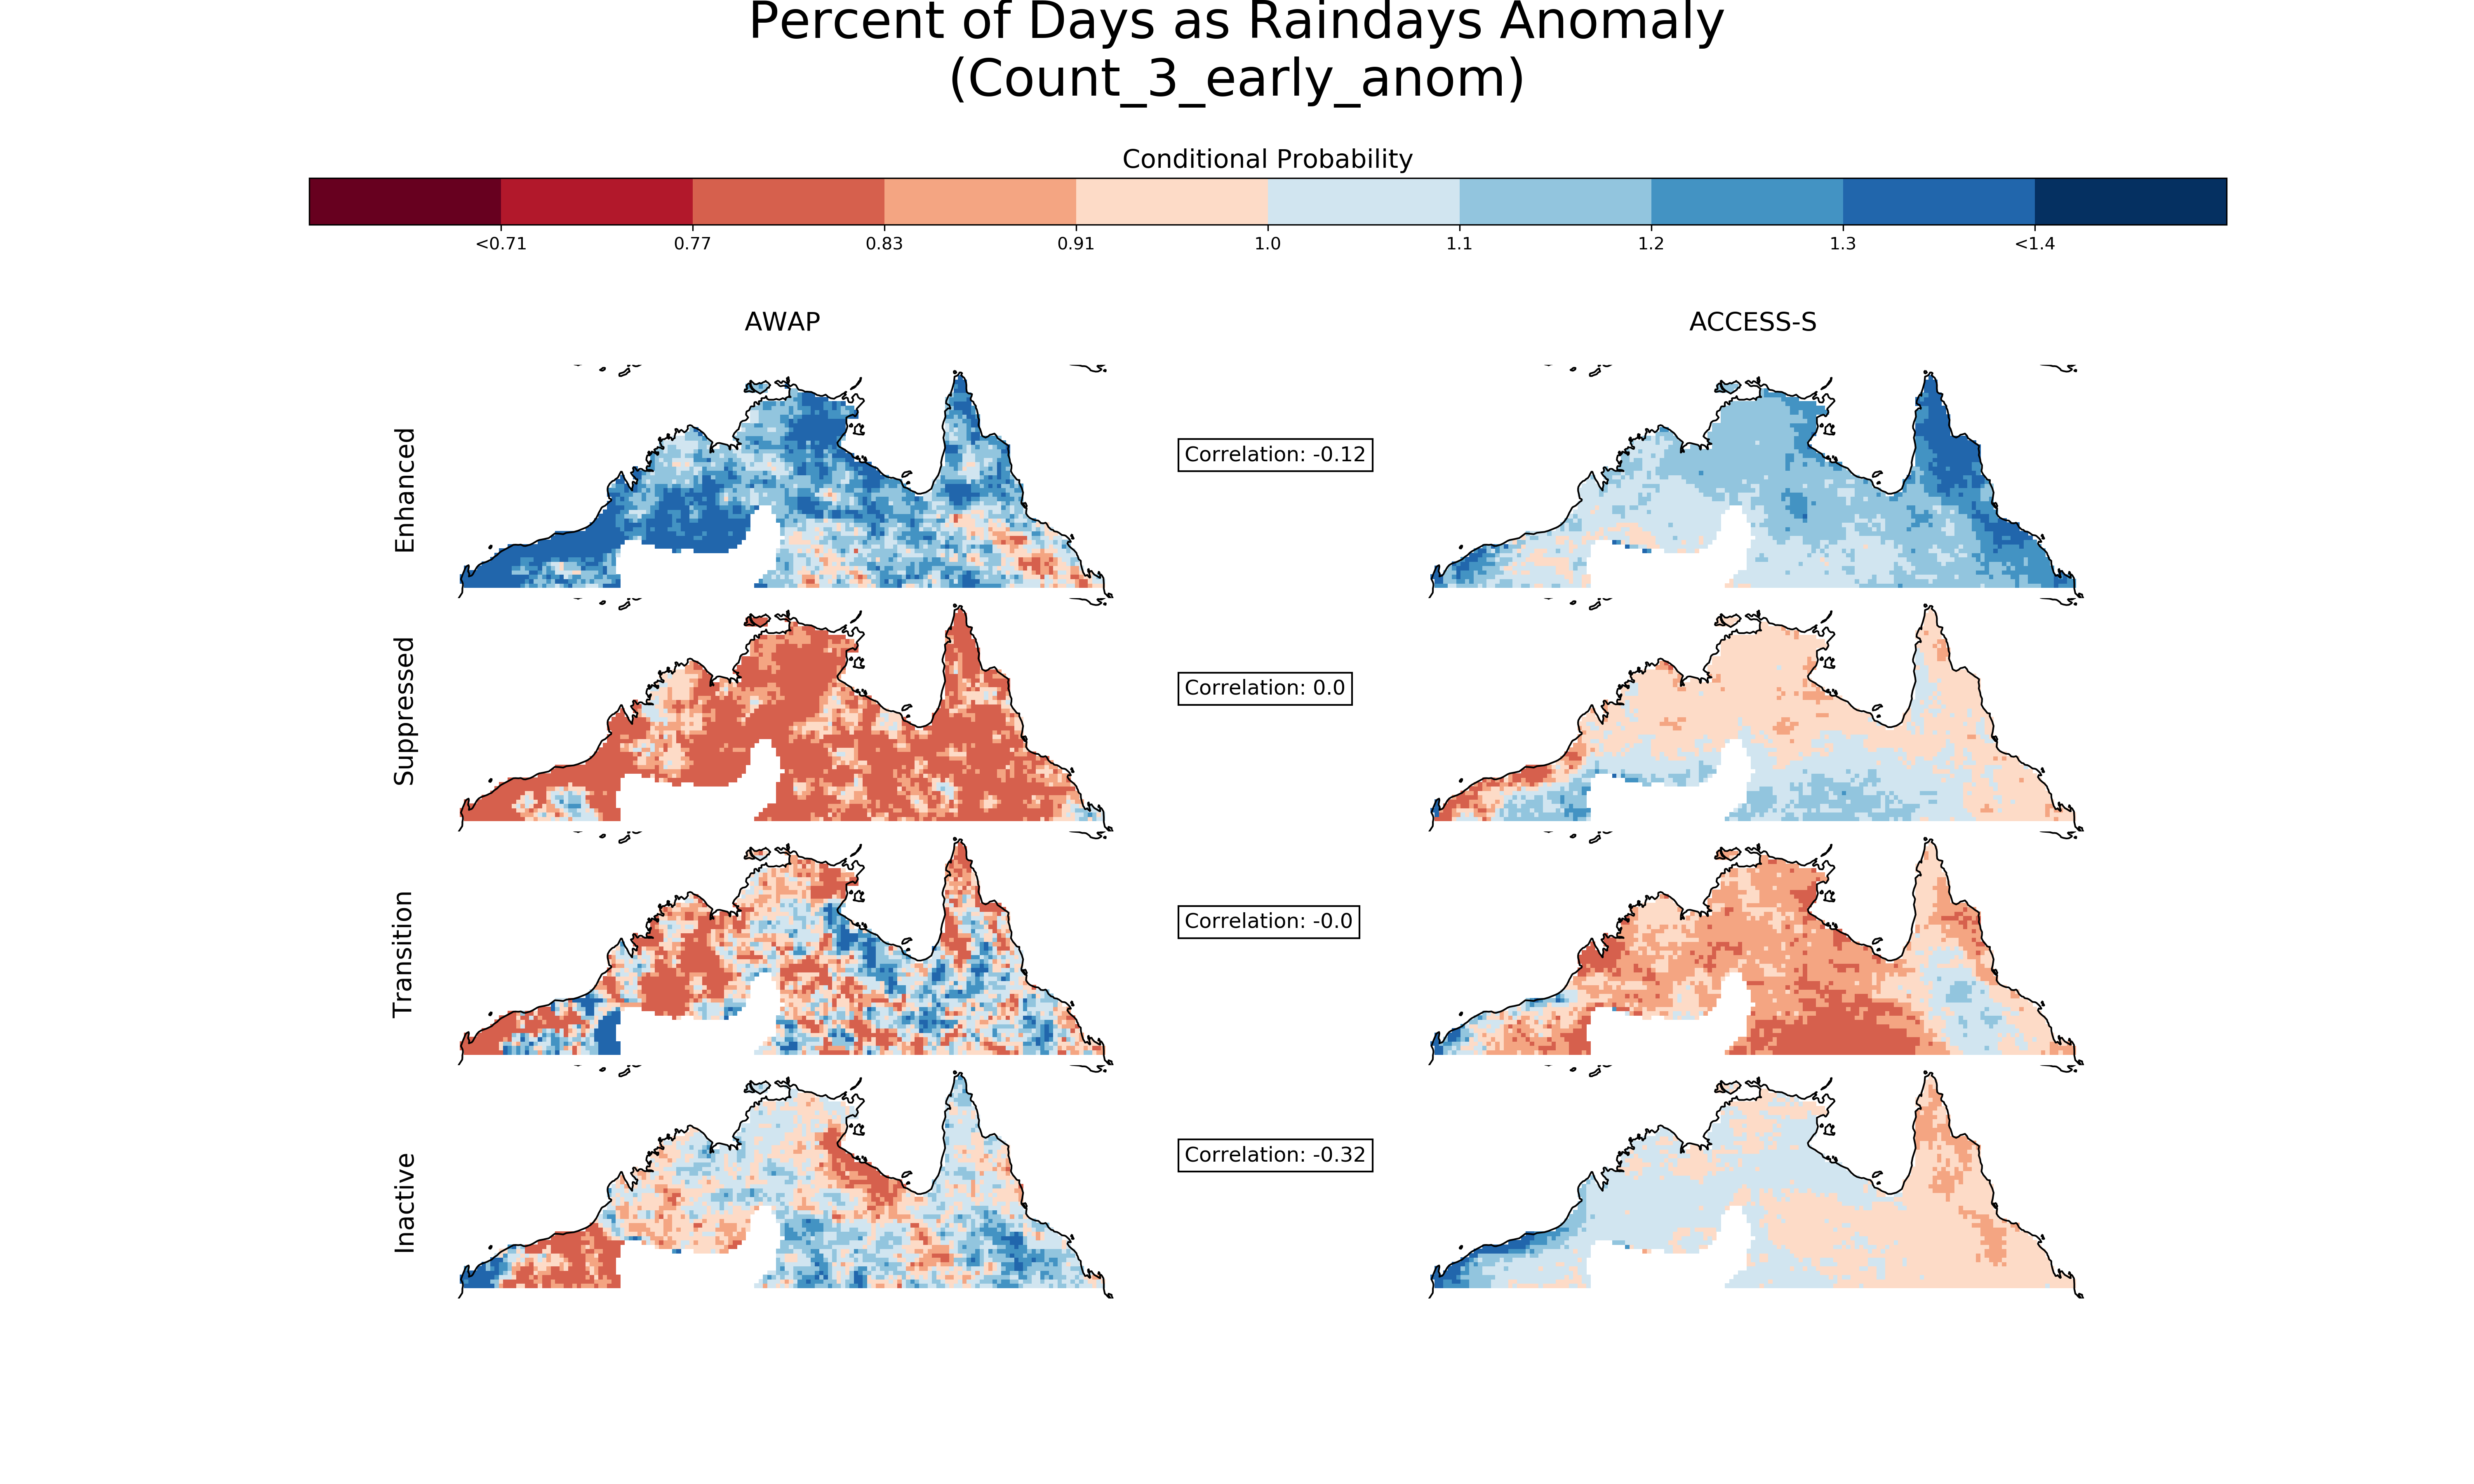 Percent of Days as Raindays Anomaly
(Count_3_early_anom)
Conditional Probability
<0.71 0.77 0.83 0.91 1.0 1.1 1.2 1.3 <1.4
AWAP ACCESS-S
Enhanced
Correlation: -0.12
Suppressed
Correlation: 0.0
Transition
Correlation: -0.0
Inactive
Correlation: -0.32